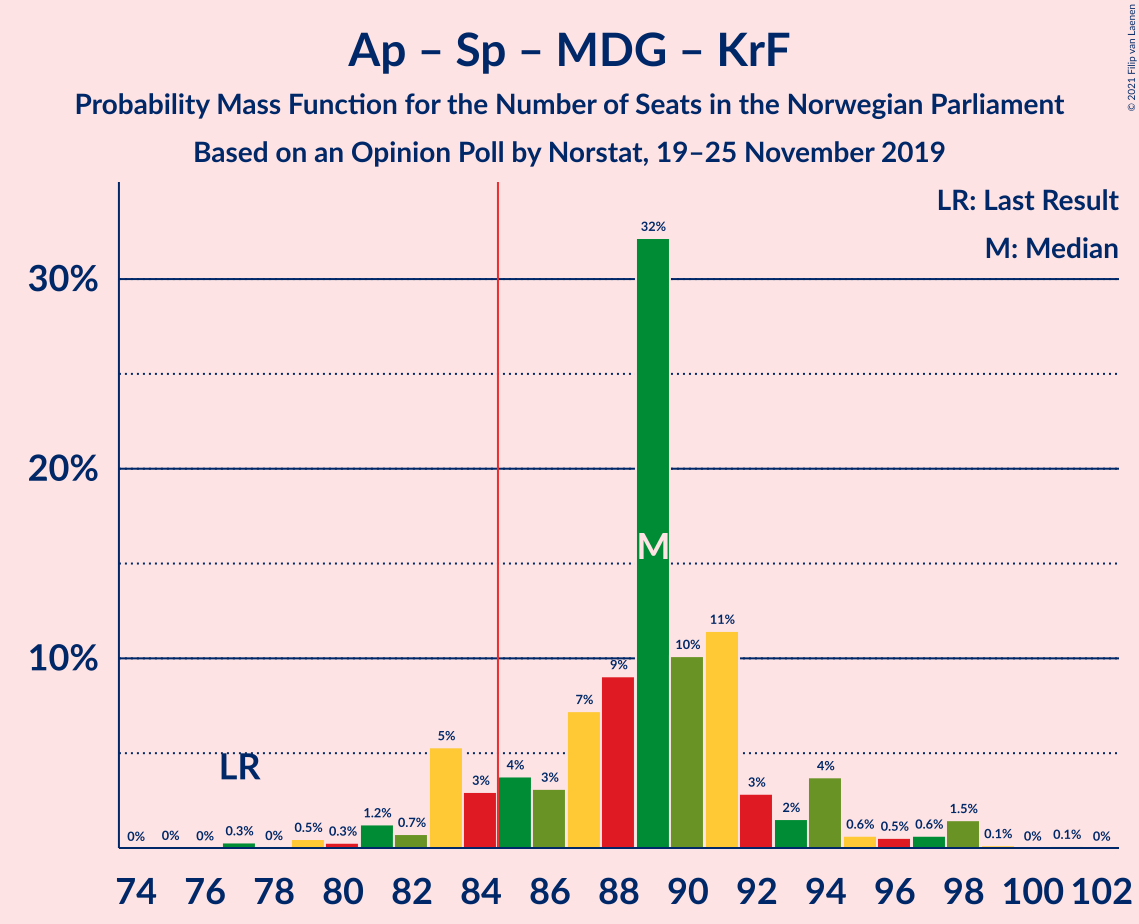 Ap – Sp – MDG – KrF
Probability Mass Function for the Number of Seats in the Norwegian Parliament
Based on an Opinion Poll by Norstat, 19–25 November 2019
© 2021 Filip van Laenen
LR: Last Result
M: Median
30%
20%
10%
LR
M
0% 0% 0% 0.3% 0% 0.5% 0.3% 1.2% 0.7% 5% 3% 4% 3% 7% 9% 32% 10% 11% 3% 2% 4% 0.6% 0.5% 0.6% 1.5% 0.1% 0% 0.1% 0%
74 76 78 80 82 84 86 88 90 92 94 96 98 100 102